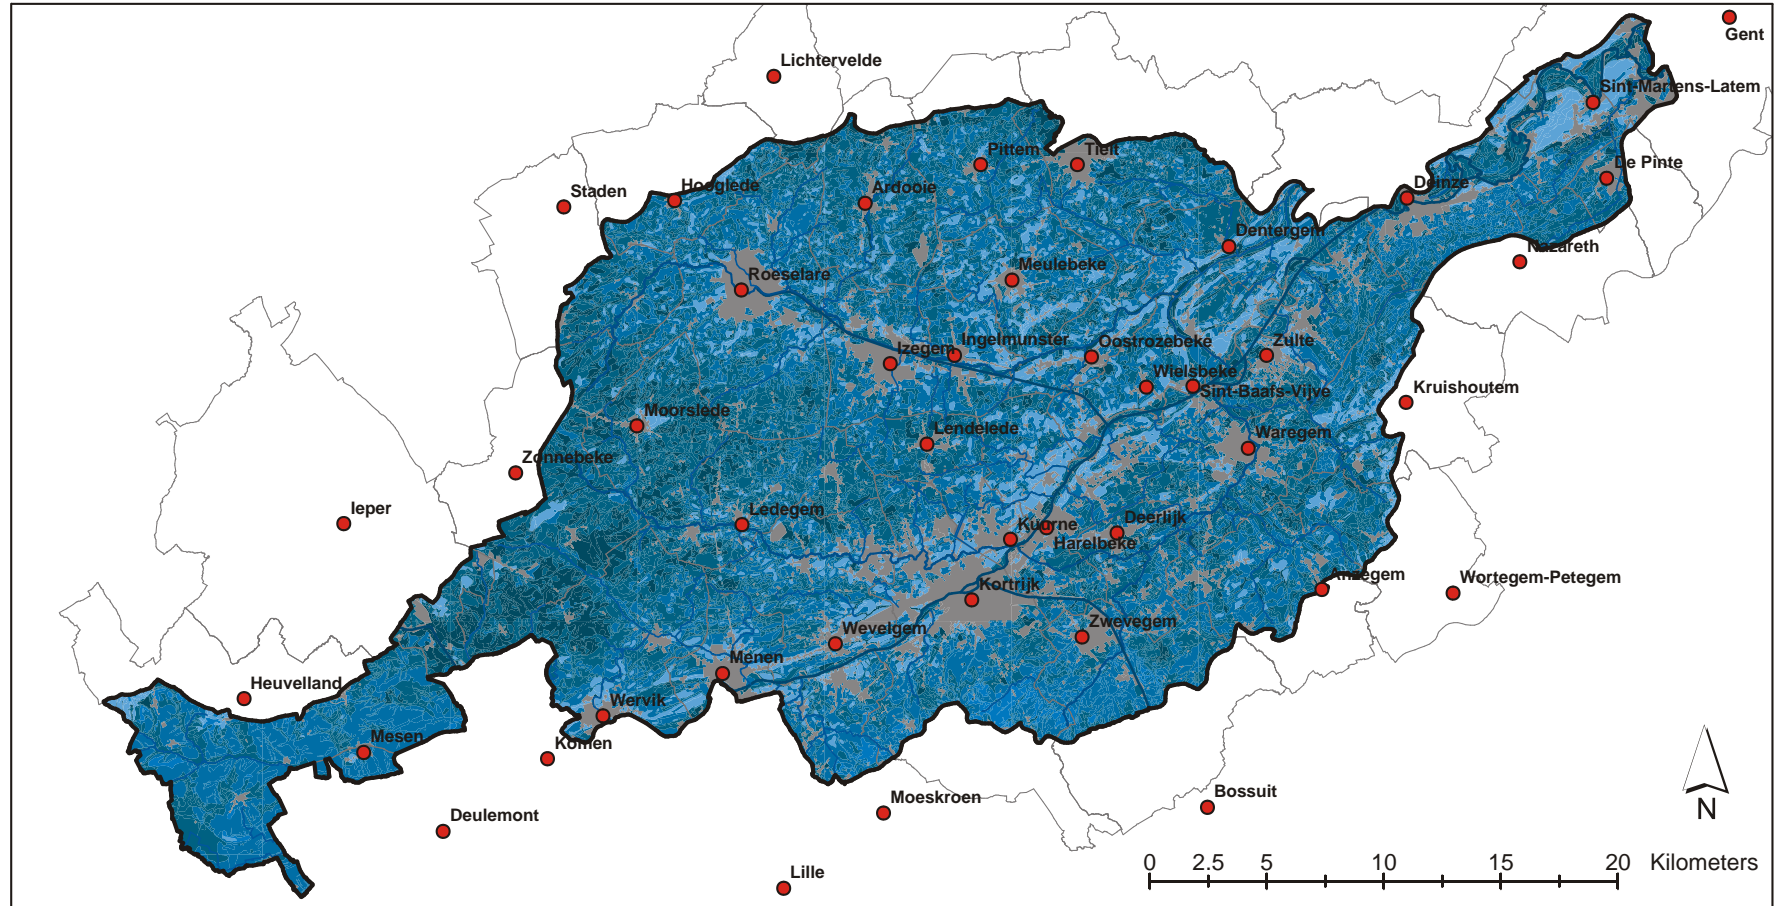 Gent
Lichtervelde
Sint-Martens-Latem
Pittem
Tielt
De Pinte
Staden
Hooglede
Ardooie
Deinze
Dentergem
Nazareth
Roeselare
Meulebeke
Izegem
Ingelmunster
Oostrozebeke
Zulte
Wielsbeke
Sint-Baafs-Vijve
Kruishoutem
Moorslede
Lendelede
Waregem
Zonnebeke
Ieper
Ledegem
Kuurne
Harelbeke
Deerlijk
Anzegem
Wortegem-Petegem
Kortrijk
Wevelgem
Zwevegem
Menen
Heuvelland
Wervik
Mesen
Komen
Deulemont
Moeskroen
Bossuit
Lille
N
0 2.5 5 10 15 20 Kilometers